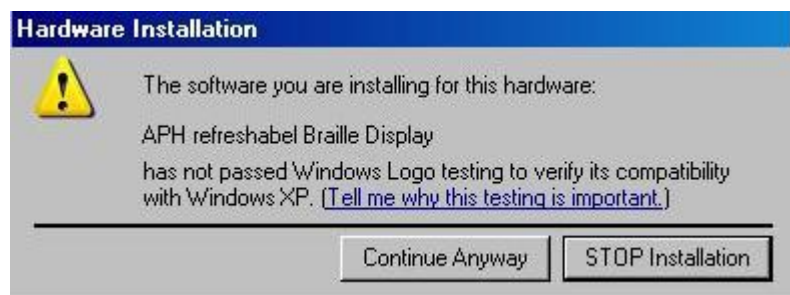 Hardware Installation
The software you are installing for this hardware:
APH refreshabel Braille Display
has not passed Windows Logo testing to verify its compatibility
with Windows XP. (Tell me why this testing is important.)
Continue Anyway
STOP Installation